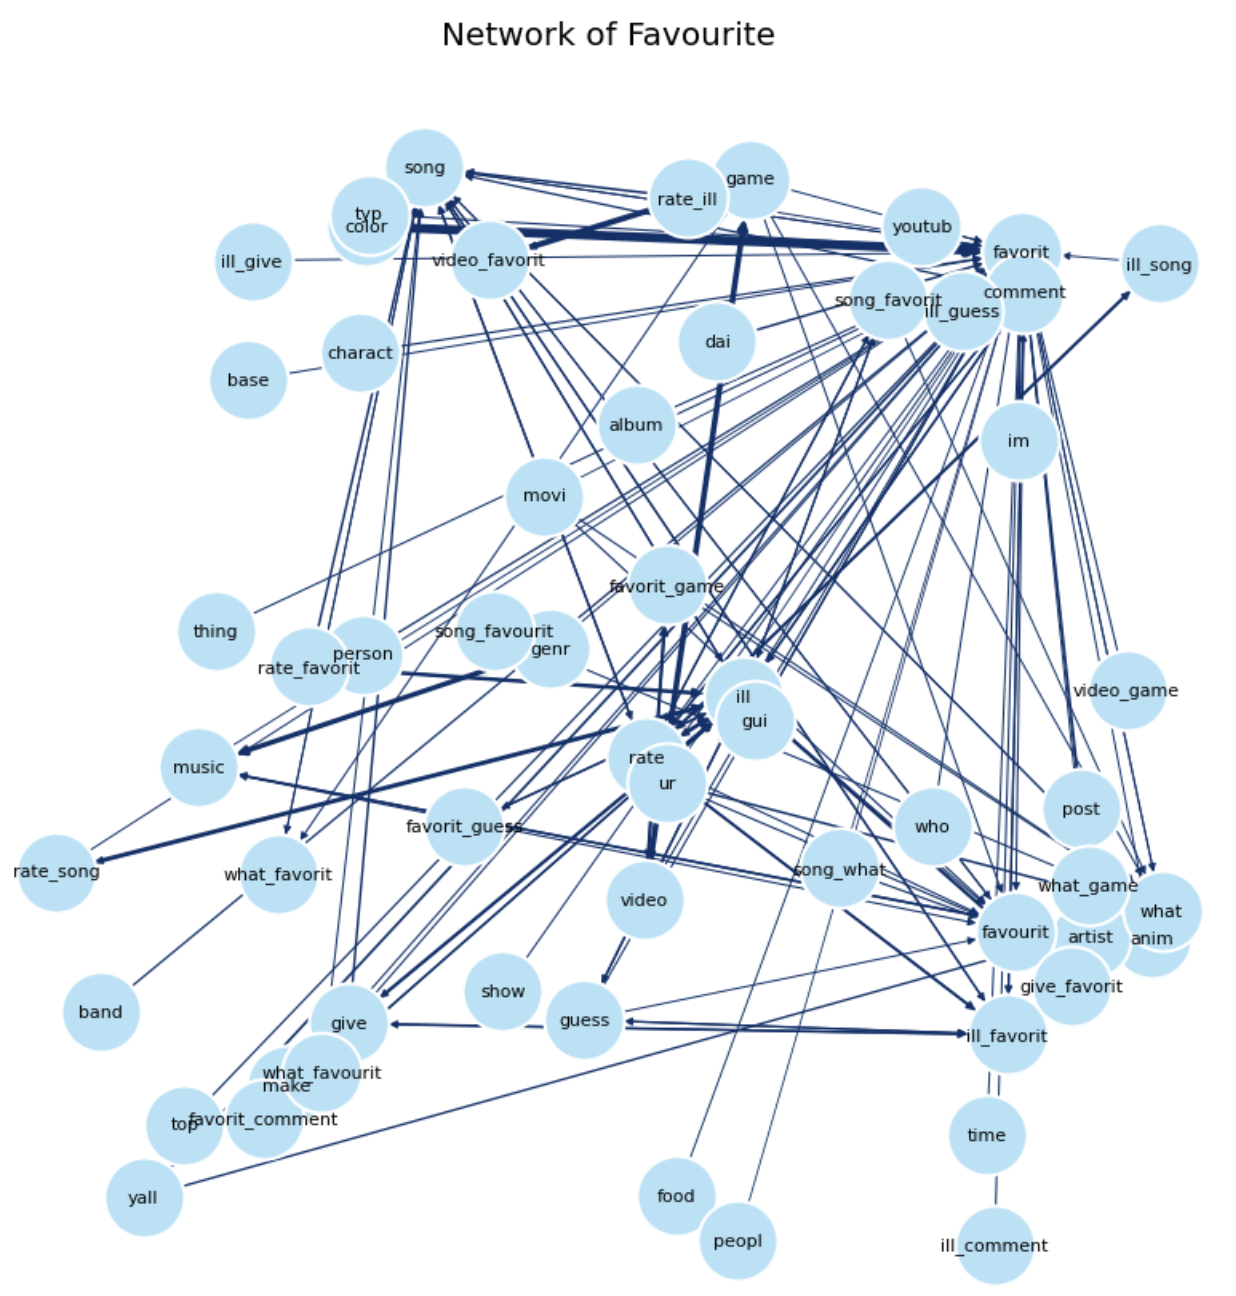 Network of Favourite
song
game
rate_ill
typ
color
youtub
favorit
ill_give
video_favorit
ill_song
comment
song_favorit
ill_guess
dai
charact
base
album
im
movi
favorit_game
thing
song_favourit
genr
person
rate_favorit
video_game
ill
gui
rate
music
ur
post
favorit_guess
who
rate_song
what_favorit
song_what
what_game
video
what
favourit
artist
anim
give_favorit
show
band
guess
give
ill_favorit
what_favourit
make
favorit_comment
top
time
yall
food
peopl
ill_comment